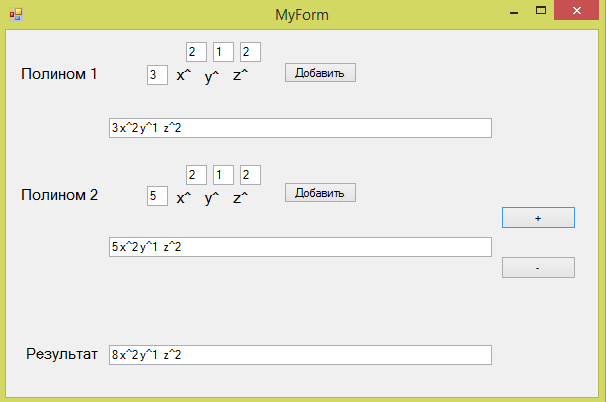 MyForm
2 1 2
Полином 1 3 x^ y^ z^ Добавить
3x^2y^1 z^2
2 1 2
Полином 2 5 x^ y^ z^ Добавить
+
5x^2y^1 z^2
-
Результат 8x^2y^1 z^2